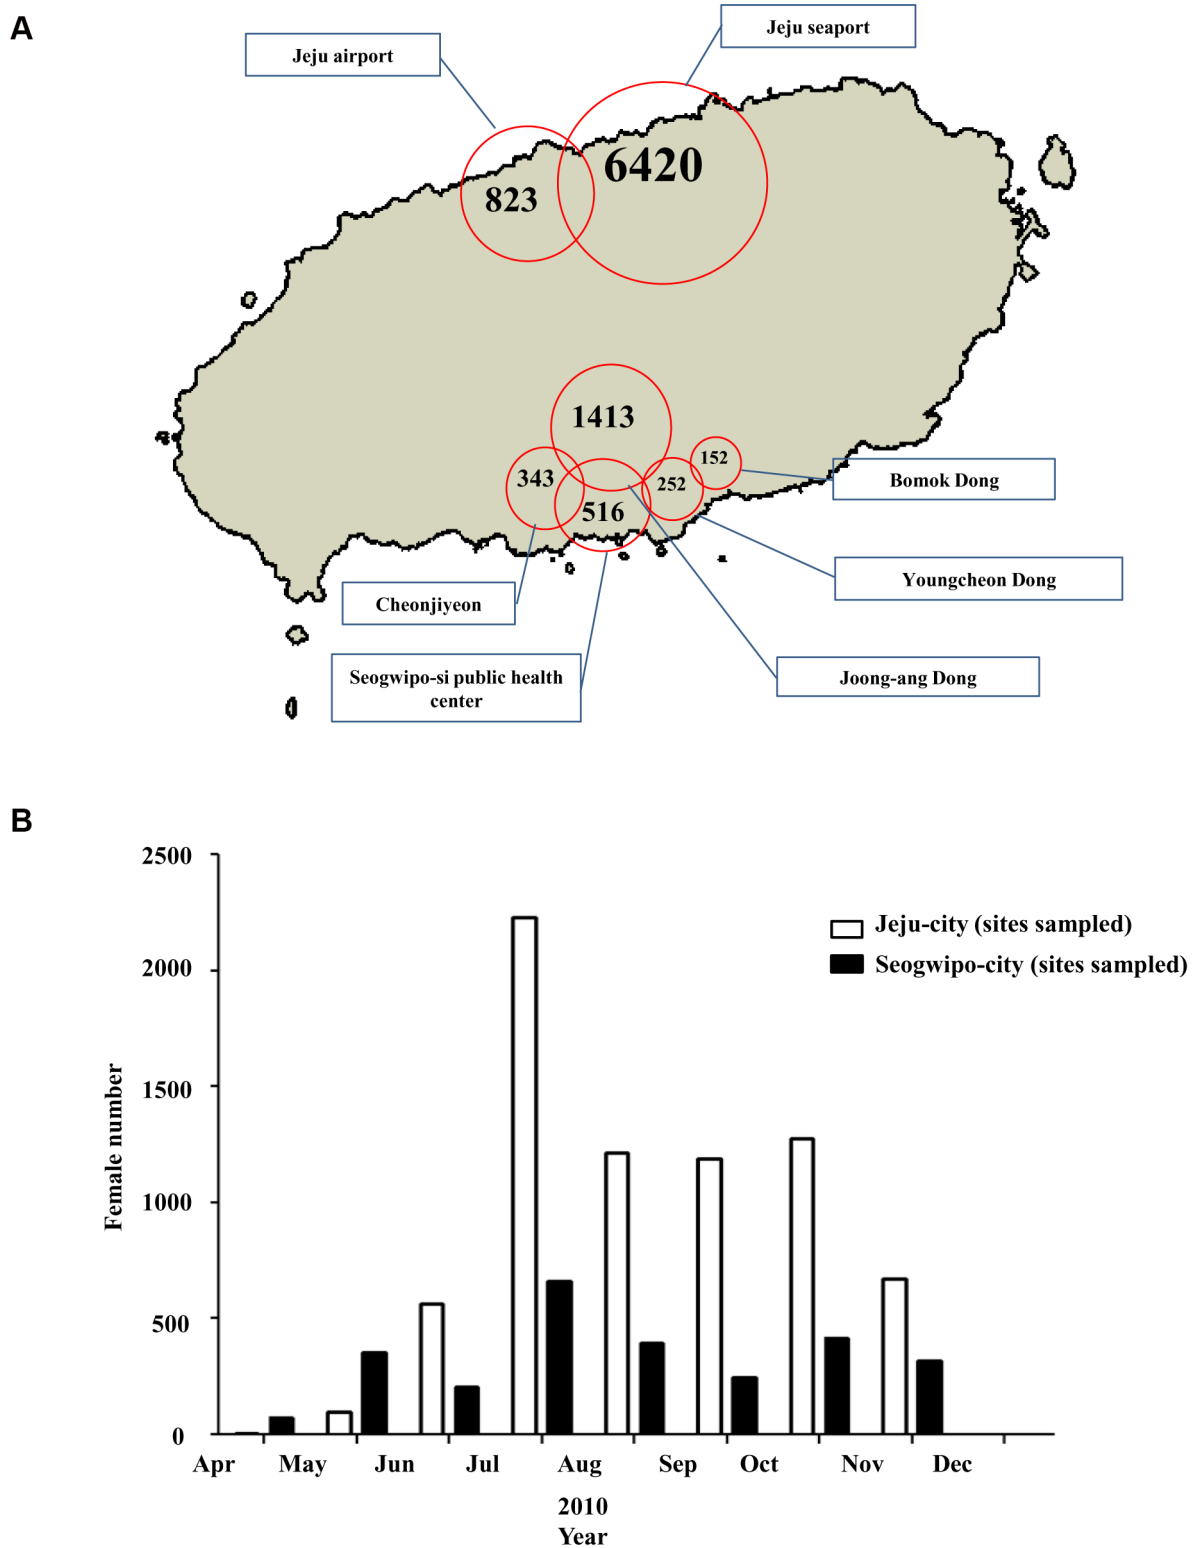 A
Jeju airport
Jeju seaport
6420
823
1413
343
516
252
152
Bomok Dong
Youngcheon Dong
Cheonjiyeon
Seogwipo-si public health
center
Joong-ang Dong
B
2500
2000
1500
1000
500
0
Female number
Jeju-city (sites sampled)
Seogwipo-city (sites sampled)
Apr May Jun Jul Aug Sep Oct Nov Dec
2010
Year